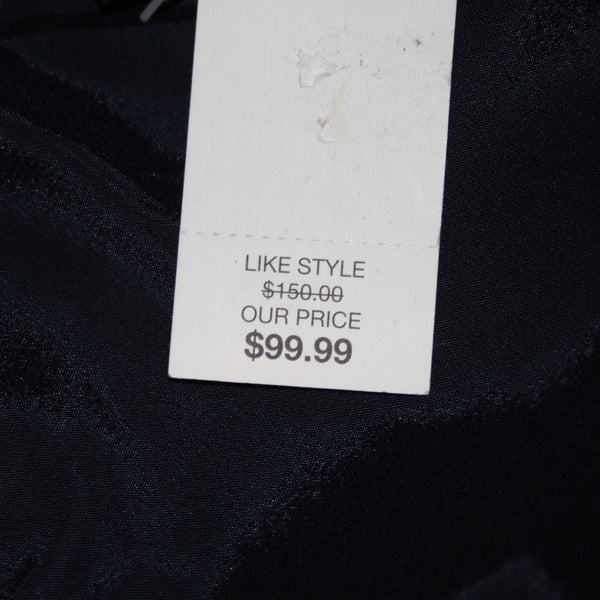 LIKE STYLE
$150.00
OUR PRICE
$99.99